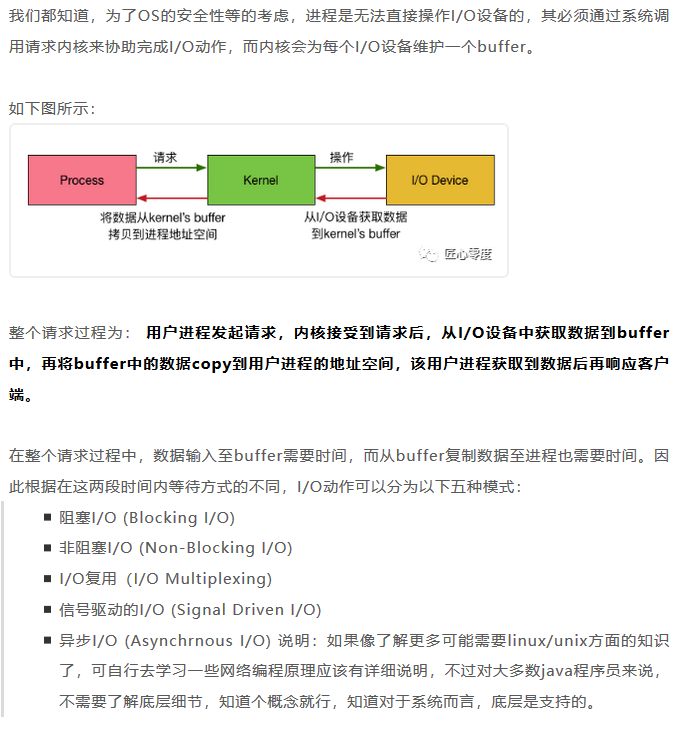 我们都知道，为了OS的安全性等的考虑，进程是无法直接操作I/O设备的，其必须通过系统调
用请求内核来协助完成I/O动作，而内核会为每个I/O设备维护一个buffer。
如下图所示：
请求
操作
Process
Kernel
I/O Device
将数据从kernel's buffer
拷贝到进程地址空间
从I/O设备获取数据
到kernel's buffer
匠心零度
整个请求过程为： 用户进程发起请求，内核接受到请求后，从I/O设备中获取数据到buffer
中，再将buffer中的数据copy到用户进程的地址空间，该用户进程获取到数据后再响应客户
端。
在整个请求过程中，数据输入至buffer需要时间，而从buffer复制数据至进程也需要时间。因
此根据在这两段时间内等待方式的不同，I/O动作可以分为以下五种模式：
阻塞I/O (Blocking I/O)
非阻塞I/O (Non-Blocking I/O)
I/O复用（I/O Multiplexing)
信号驱动的I/O (Signal Driven I/O)
异步I/O (Asynchrnous I/O) 说明：如果像了解更多可能需要linux/unix方面的知识
了，可自行去学习一些网络编程原理应该有详细说明，不过对大多数java程序员来说，
不需要了解底层细节，知道个概念就行，知道对于系统而言，底层是支持的。